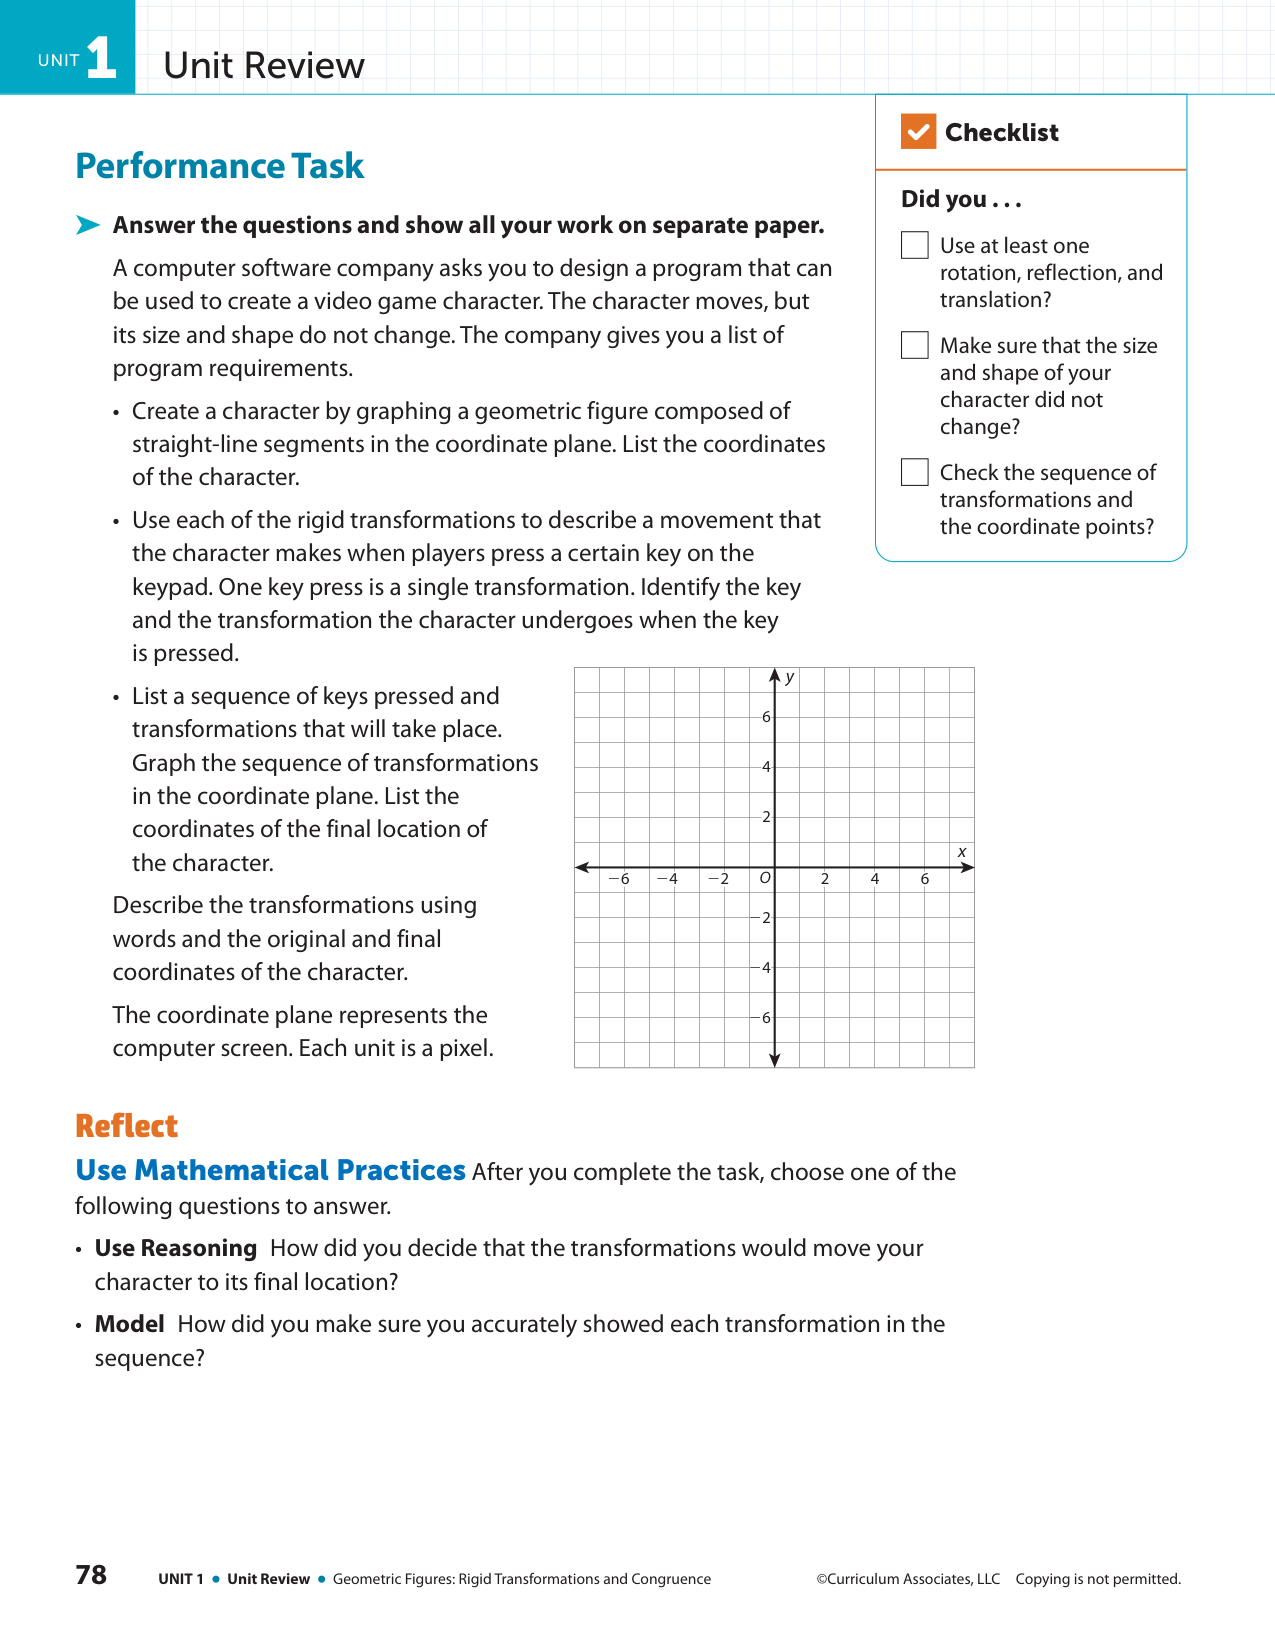 UNIT 1 Unit Review
Checklist
Did you . . .
Use at least one
rotation, reflection, and
translation?
Make sure that the size
and shape of your
character did not
change?
Check the sequence of
transformations and
the coordinate points?
Performance Task
Answer the questions and show all your work on separate paper.
A computer software company asks you to design a program that can
be used to create a video game character. The character moves, but
its size and shape do not change. The company gives you a list of
program requirements.
• Create a character by graphing a geometric figure composed of
straight-line segments in the coordinate plane. List the coordinates
of the character.
• Use each of the rigid transformations to describe a movement that
the character makes when players press a certain key on the
keypad. One key press is a single transformation. Identify the key
and the transformation the character undergoes when the key
is pressed.
• List a sequence of keys pressed and
transformations that will take place.
Graph the sequence of transformations
in the coordinate plane. List the
coordinates of the final location of
the character.
Describe the transformations using
words and the original and final
coordinates of the character.
The coordinate plane represents the
computer screen. Each unit is a pixel.
y
6
4
2
x
−6 −4 −2 O 2 4 6
−2
−4
−6
Reflect
Use Mathematical Practices After you complete the task, choose one of the
following questions to answer.
• Use Reasoning How did you decide that the transformations would move your
character to its final location?
• Model How did you make sure you accurately showed each transformation in the
sequence?
78 UNIT 1 • Unit Review • Geometric Figures: Rigid Transformations and Congruence ©Curriculum Associates, LLC Copying is not permitted.